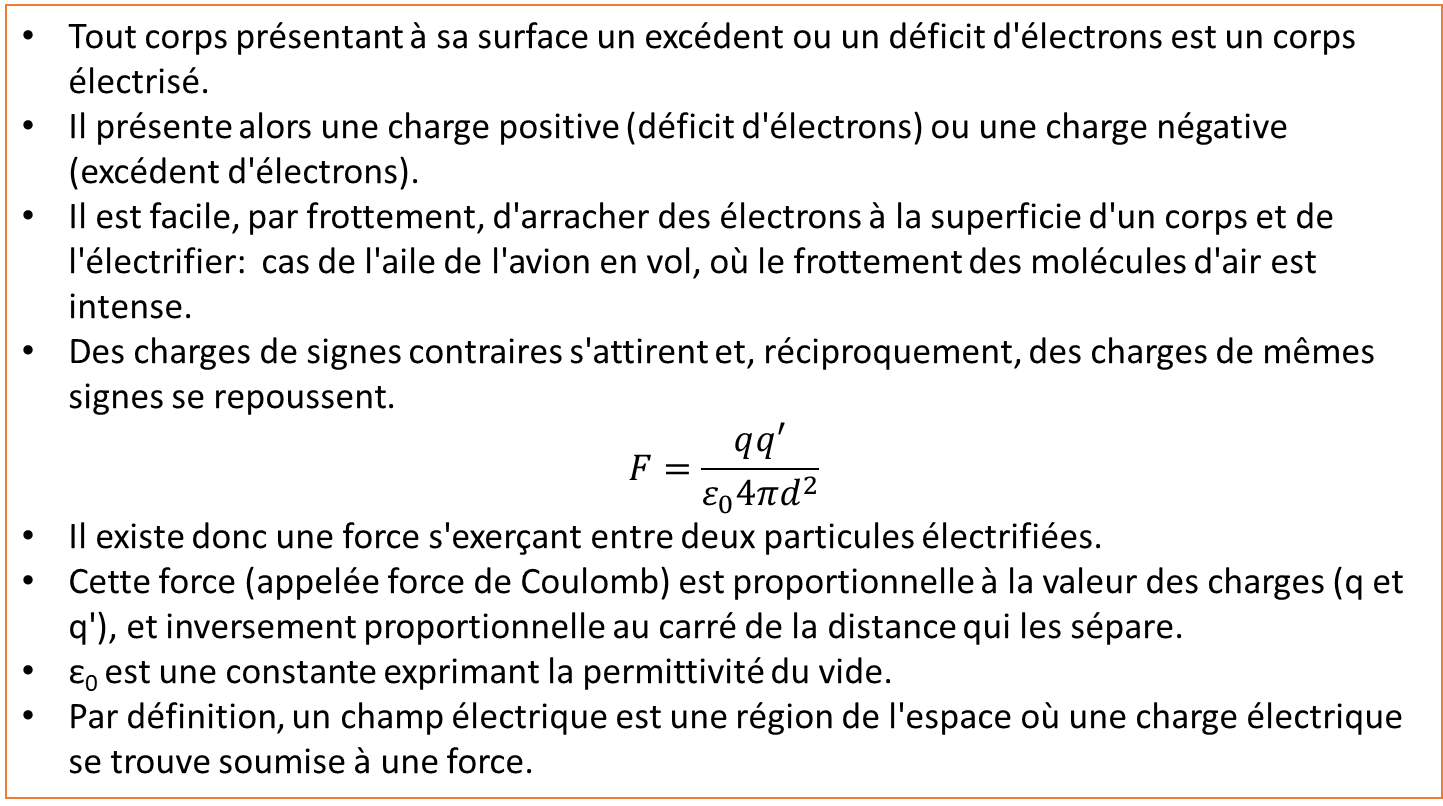 • Tout corps présentant à sa surface un excédent ou un déficit d'électrons est un corps
électrisé.
• Il présente alors une charge positive (déficit d'électrons) ou une charge négative
(excédent d'électrons).
• Il est facile, par frottement, d'arracher des électrons à la superficie d'un corps et de
l'électrifier:  cas de l'aile de l'avion en vol, où le frottement des molécules d'air est
intense.
• Des charges de signes contraires s'attirent et, réciproquement, des charges de mêmes
signes se repoussent.
F = qq′ / ε₀4πd²
• Il existe donc une force s'exerçant entre deux particules électrifiées.
• Cette force (appelée force de Coulomb) est proportionnelle à la valeur des charges (q et
q'), et inversement proportionnelle au carré de la distance qui les sépare.
• ε₀ est une constante exprimant la permittivité du vide.
• Par définition, un champ électrique est une région de l'espace où une charge électrique
se trouve soumise à une force.